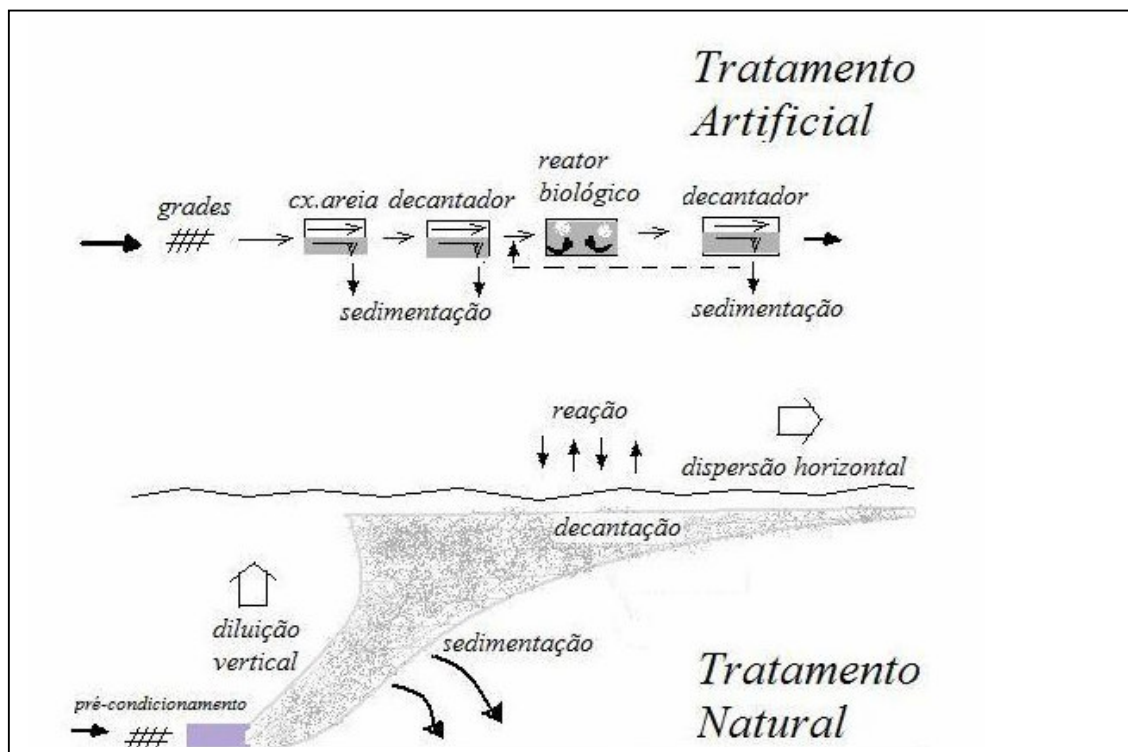 Tratamento
Artificial
reator
biológico
grades
cx.areia
decantador
decantador
sedimentação
sedimentação
reação
dispersão horizontal
decantação
diluição
vertical
sedimentação
pré-condicionamento
Tratamento
Natural